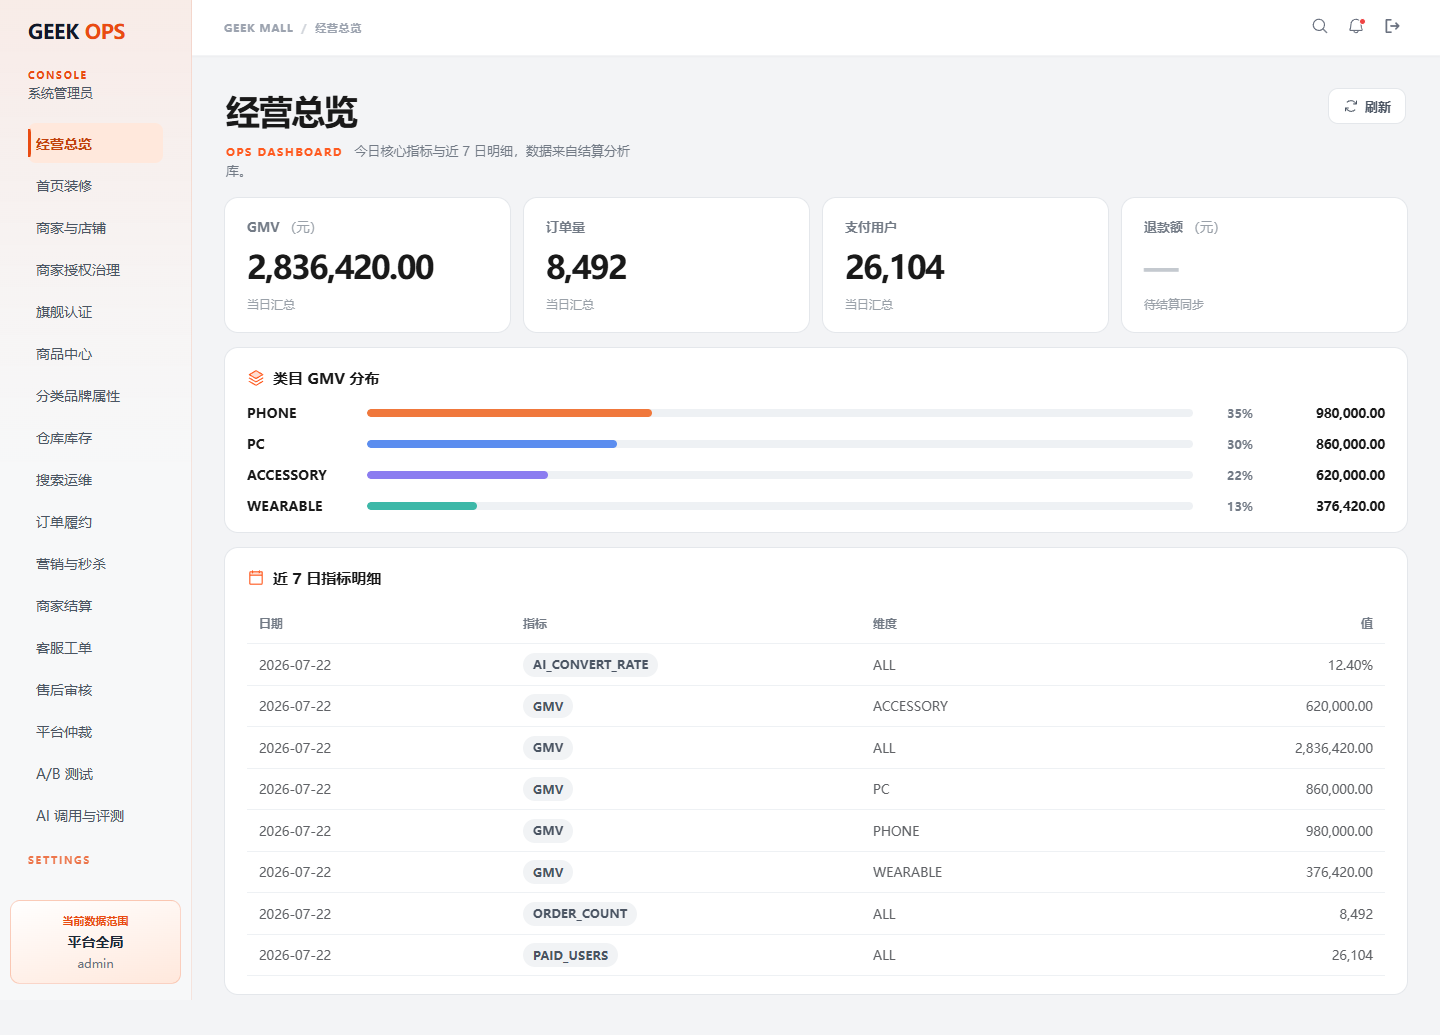 GEEK OPS
CONSOLE
系统管理员
经营总览
首页装修
商家与店铺
商家授权治理
旗舰认证
商品中心
分类品牌属性
仓库库存
搜索运维
订单履约
营销与秒杀
商家结算
客服工单
售后审核
平台仲裁
A/B 测试
AI 调用与评测
SETTINGS
当前数据范围
平台全局
admin
GEEK MALL / 经营总览
经营总览
刷新
OPS DASHBOARD 今日核心指标与近 7 日明细，数据来自结算分析
库。
GMV （元）
2,836,420.00
当日汇总
订单量
8,492
当日汇总
支付用户
26,104
当日汇总
退款额 （元）
—
待结算同步
类目 GMV 分布
PHONE 35% 980,000.00
PC 30% 860,000.00
ACCESSORY 22% 620,000.00
WEARABLE 13% 376,420.00
近 7 日指标明细
日期 指标 维度 值
2026-07-22 AI_CONVERT_RATE ALL 12.40%
2026-07-22 GMV ACCESSORY 620,000.00
2026-07-22 GMV ALL 2,836,420.00
2026-07-22 GMV PC 860,000.00
2026-07-22 GMV PHONE 980,000.00
2026-07-22 GMV WEARABLE 376,420.00
2026-07-22 ORDER_COUNT ALL 8,492
2026-07-22 PAID_USERS ALL 26,104